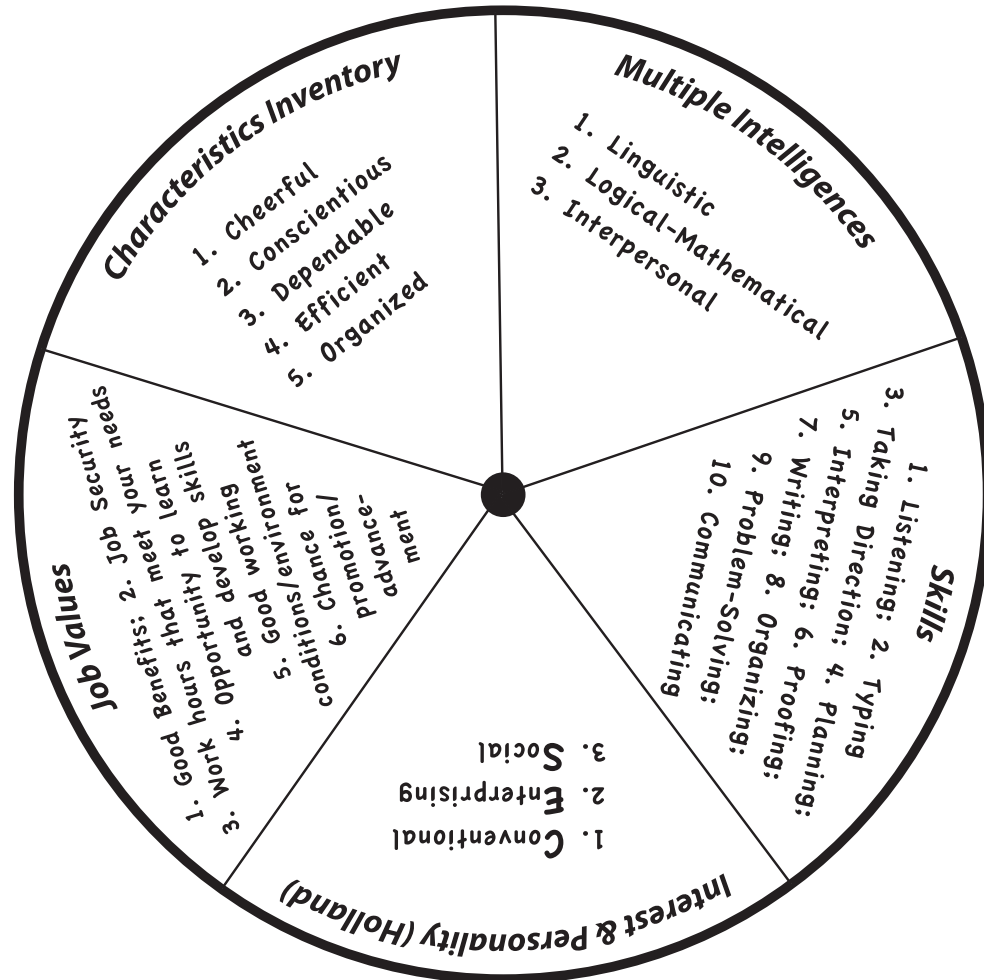 Characteristics Inventory
1. Cheerful
2. Conscientious
3. Dependable
4. Efficient
5. Organized
Multiple Intelligences
1. Linguistic
2. Logical-Mathematical
3. Interpersonal
Skills
1. Listening; 2. Typing
3. Taking Direction; 4. Planning;
5. Interpreting; 6. Proofing;
7. Writing; 8. Organizing;
9. Problem-Solving;
10. Communicating
Interest & Personality (Holland)
1. Conventional
2. Enterprising
3. Social
Job Values
1. Good Benefits; 2. Job Security
3. Work hours that meet your needs
4. Opportunity to learn
and develop skills
5. Good working
conditions/environment
6. Chance for
promotion/
advance-
ment